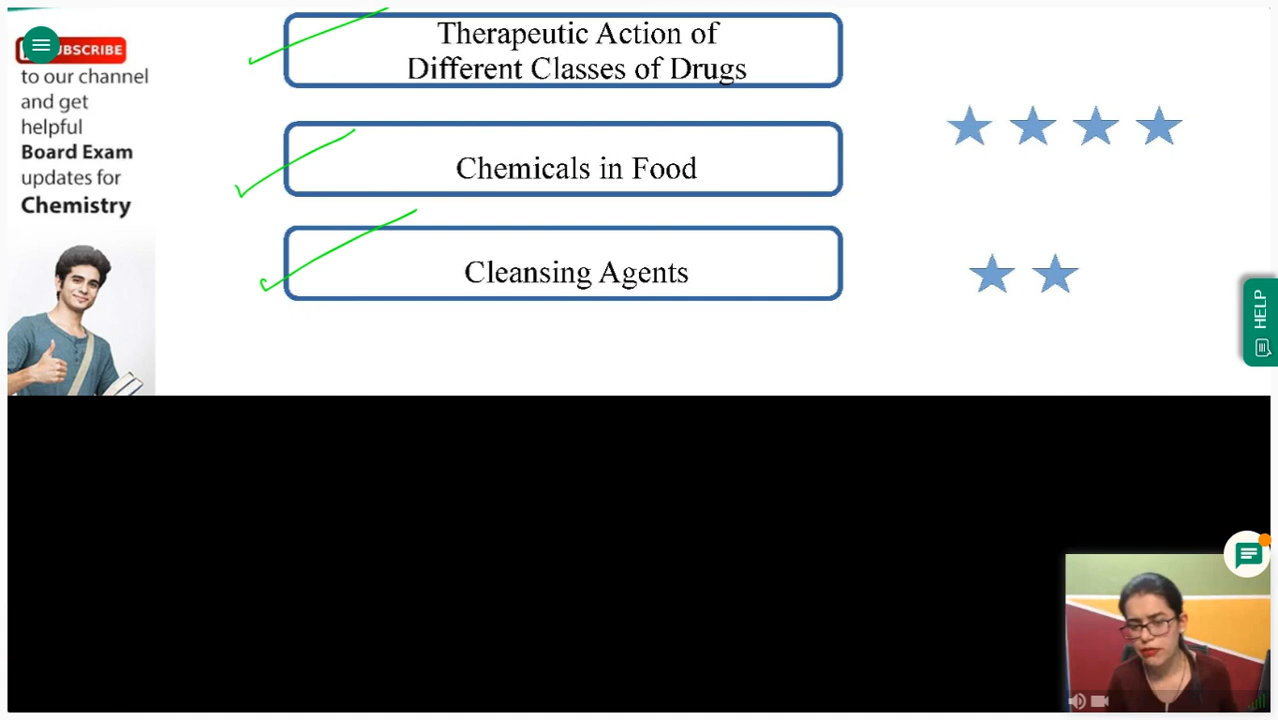 SUBSCRIBE
to our channel
and get
helpful
Board Exam
updates for
Chemistry
Therapeutic Action of
Different Classes of Drugs
Chemicals in Food
Cleansing Agents
HELP